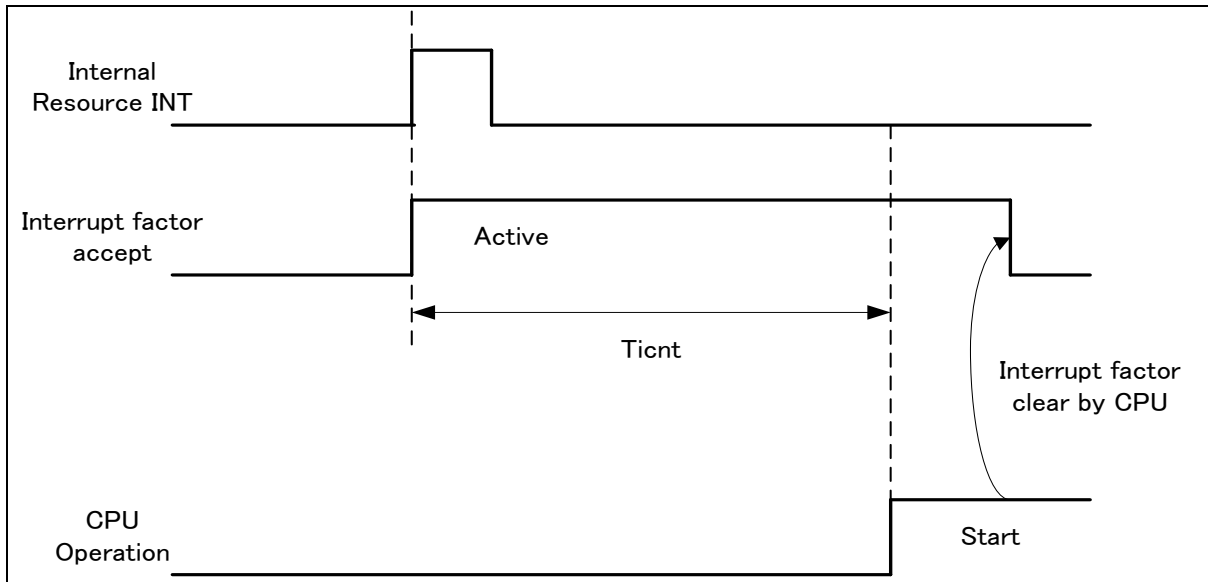 Internal
Resource INT
Interrupt factor
accept
Active
Ticnt
Interrupt factor
clear by CPU
CPU
Operation
Start